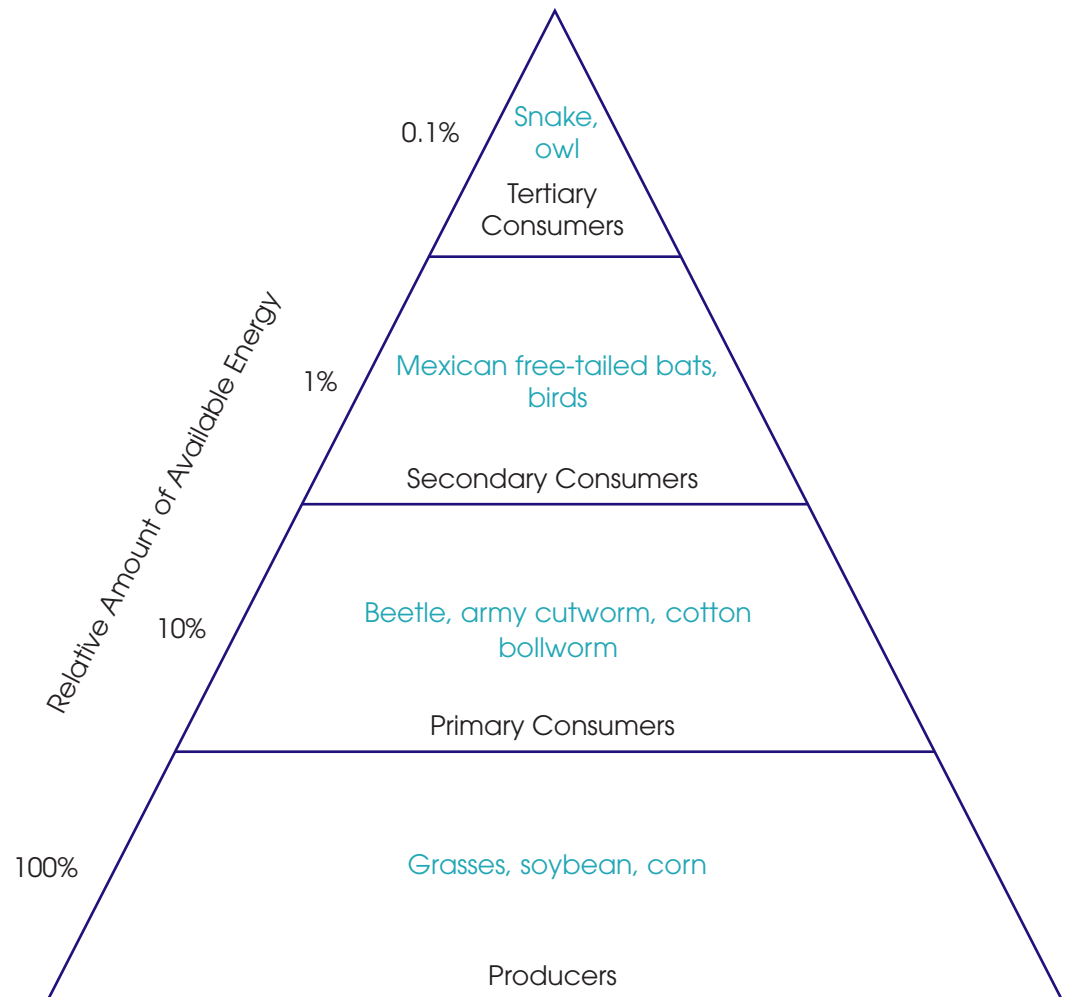 0.1%
Snake,
owl
Tertiary
Consumers
Relative Amount of Available Energy
1%
Mexican free-tailed bats,
birds
Secondary Consumers
10%
Beetle, army cutworm, cotton
bollworm
Primary Consumers
100%
Grasses, soybean, corn
Producers